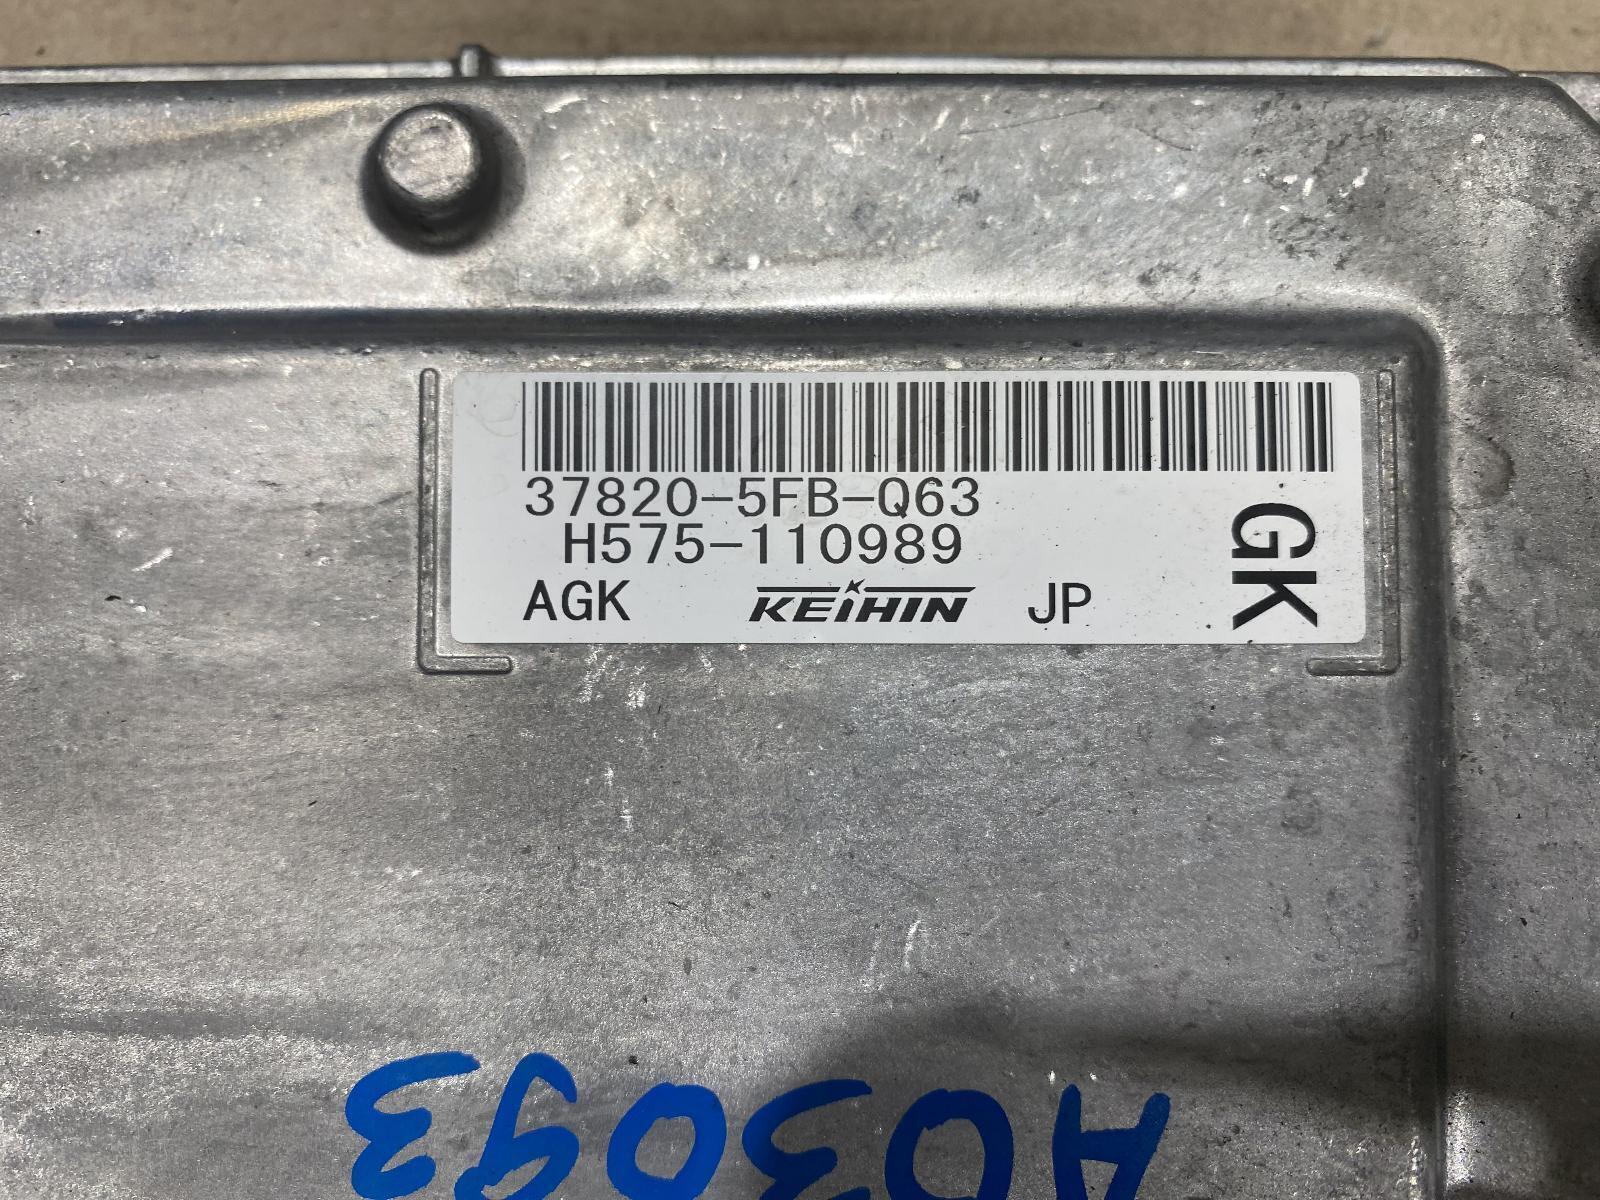 37820-5FB-Q63
H575-110989
AGK KEIHIN JP
GK
A03093